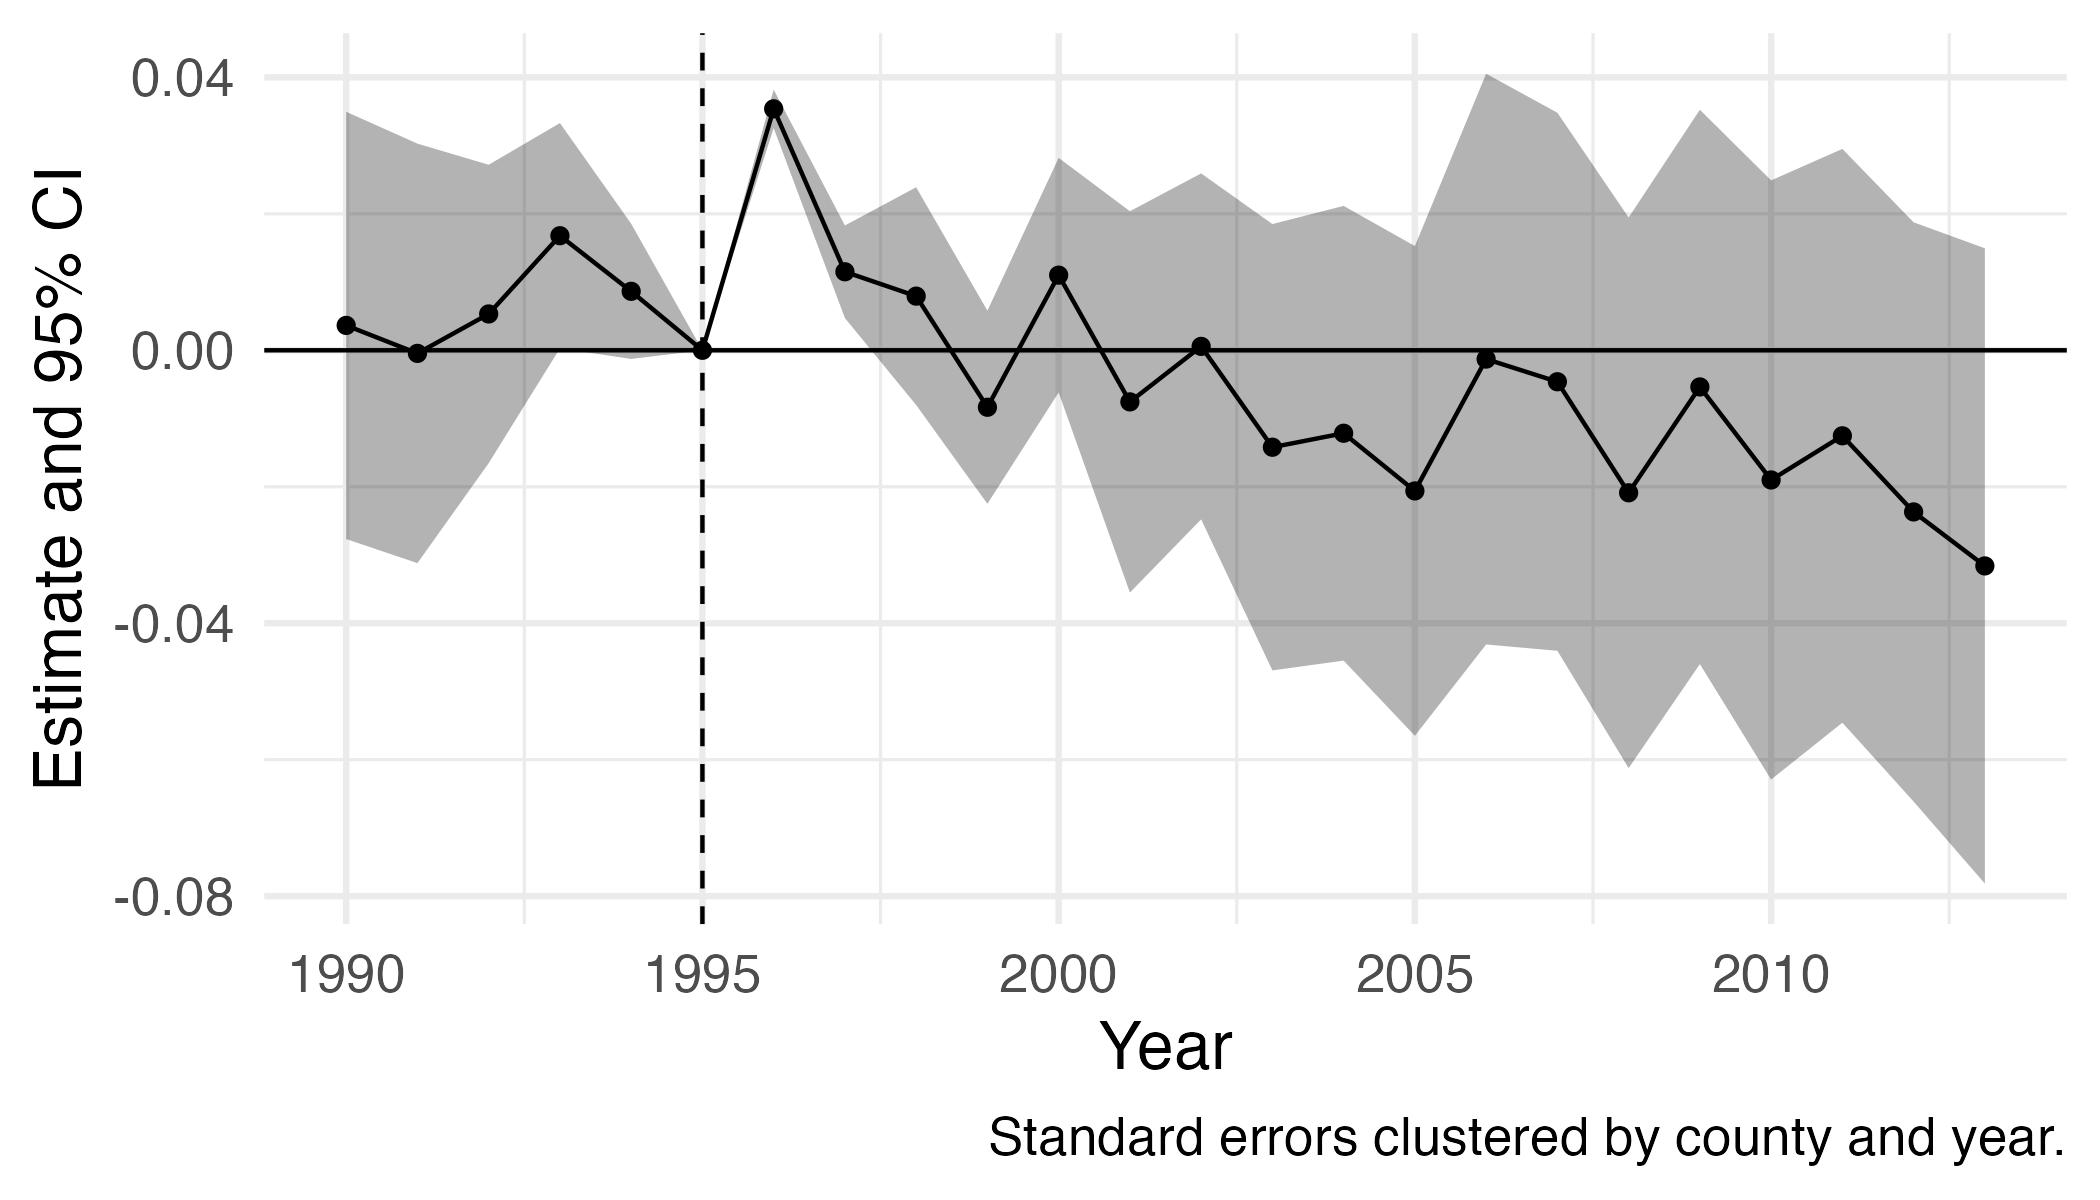 Estimate and 95% CI
0.04
0.00
-0.04
-0.08
1990 1995 2000 2005 2010
Year
Standard errors clustered by county and year.